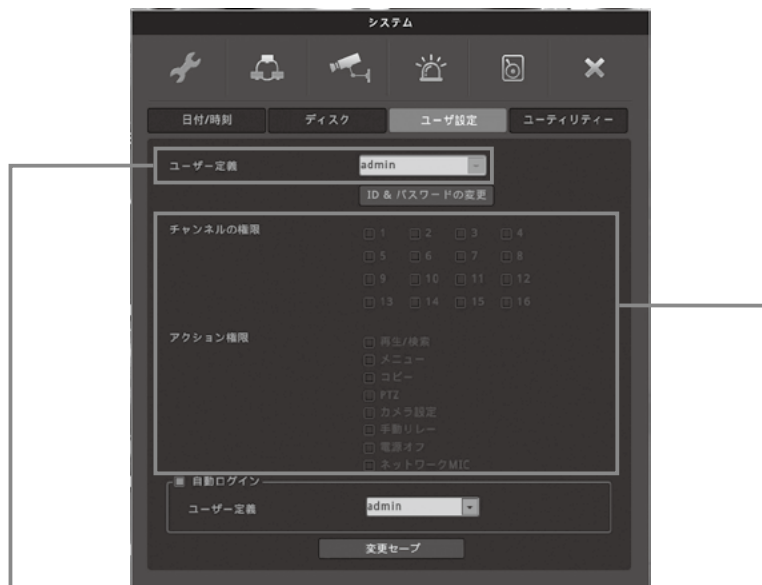 システム
日付/時刻 ディスク ユーザ設定 ユーティリティー
ユーザー定義 admin
ID & パスワードの変更
チャンネルの権限 1 2 3 4
5 6 7 8
9 10 11 12
13 14 15 16
アクション権限 再生/検索
メニュー
コピー
PTZ
カメラ設定
手動リレー
電源オフ
ネットワークMIC
自動ログイン
ユーザー定義 admin
変更セーブ